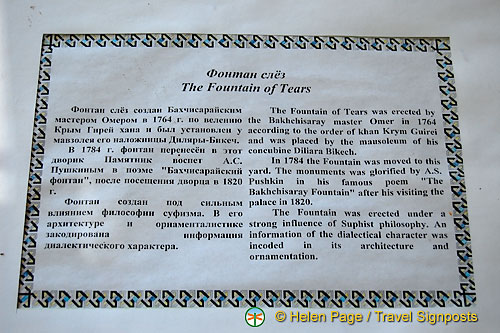 Фонтан слёз
The Fountain of Tears
Фонтан слёз создан Бахчисарайским
мастером Омером в 1764 г. по велению
Крым Гирей хана и был установлен у
мавзолея его наложницы Диляры-Бикеч.
В 1784 г. фонтан перенесён в этот
дворик Памятник воспет А.С.
Пушкиным в поэме "Бахчисарайский
фонтан", после посещения дворца в 1820
г.
Фонтан создан под сильным
влиянием философии суфизма. В его
архитектуре и орнаменталистике
закодирована информация
диалектического характера.
The Fountain of Tears was erected by
the Bakhehisaray master Omer in 1764
according to the order of khan Krym Guirei
and was placed by the mausoleum of his
concubine Diliara Bikech.
In 1784 the Fountain was moved to this
yard. The monuments was glorified by A.S.
Pushkin in his famous poem "The
Bakhehisaray Fountain" after his visiting the
palace in 1820.
The Fountain was erected under a
strong influence of Suphist philosophy. An
information of the dialectical character was
incoded in its architecture and
ornamentation.
© Helen Page / Travel Signposts